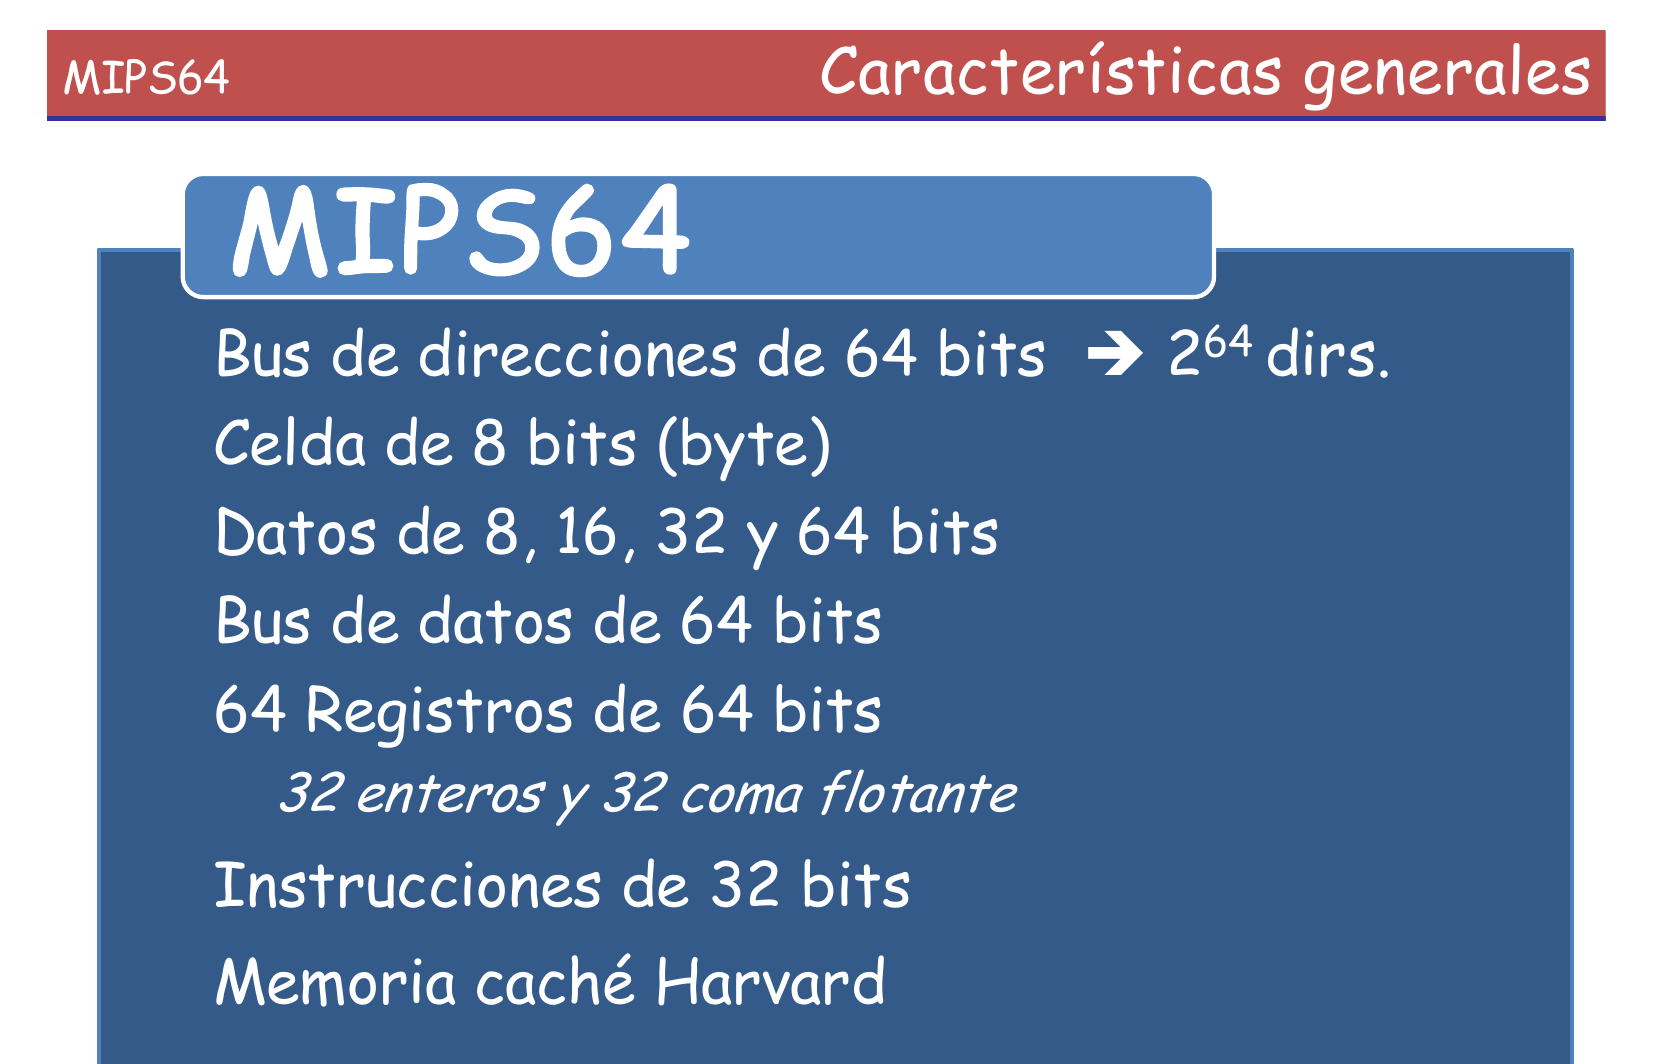 MIPS64
Características generales
MIPS64
Bus de direcciones de 64 bits ➔ 2⁶⁴ dirs.
Celda de 8 bits (byte)
Datos de 8, 16, 32 y 64 bits
Bus de datos de 64 bits
64 Registros de 64 bits
32 enteros y 32 coma flotante
Instrucciones de 32 bits
Memoria caché Harvard